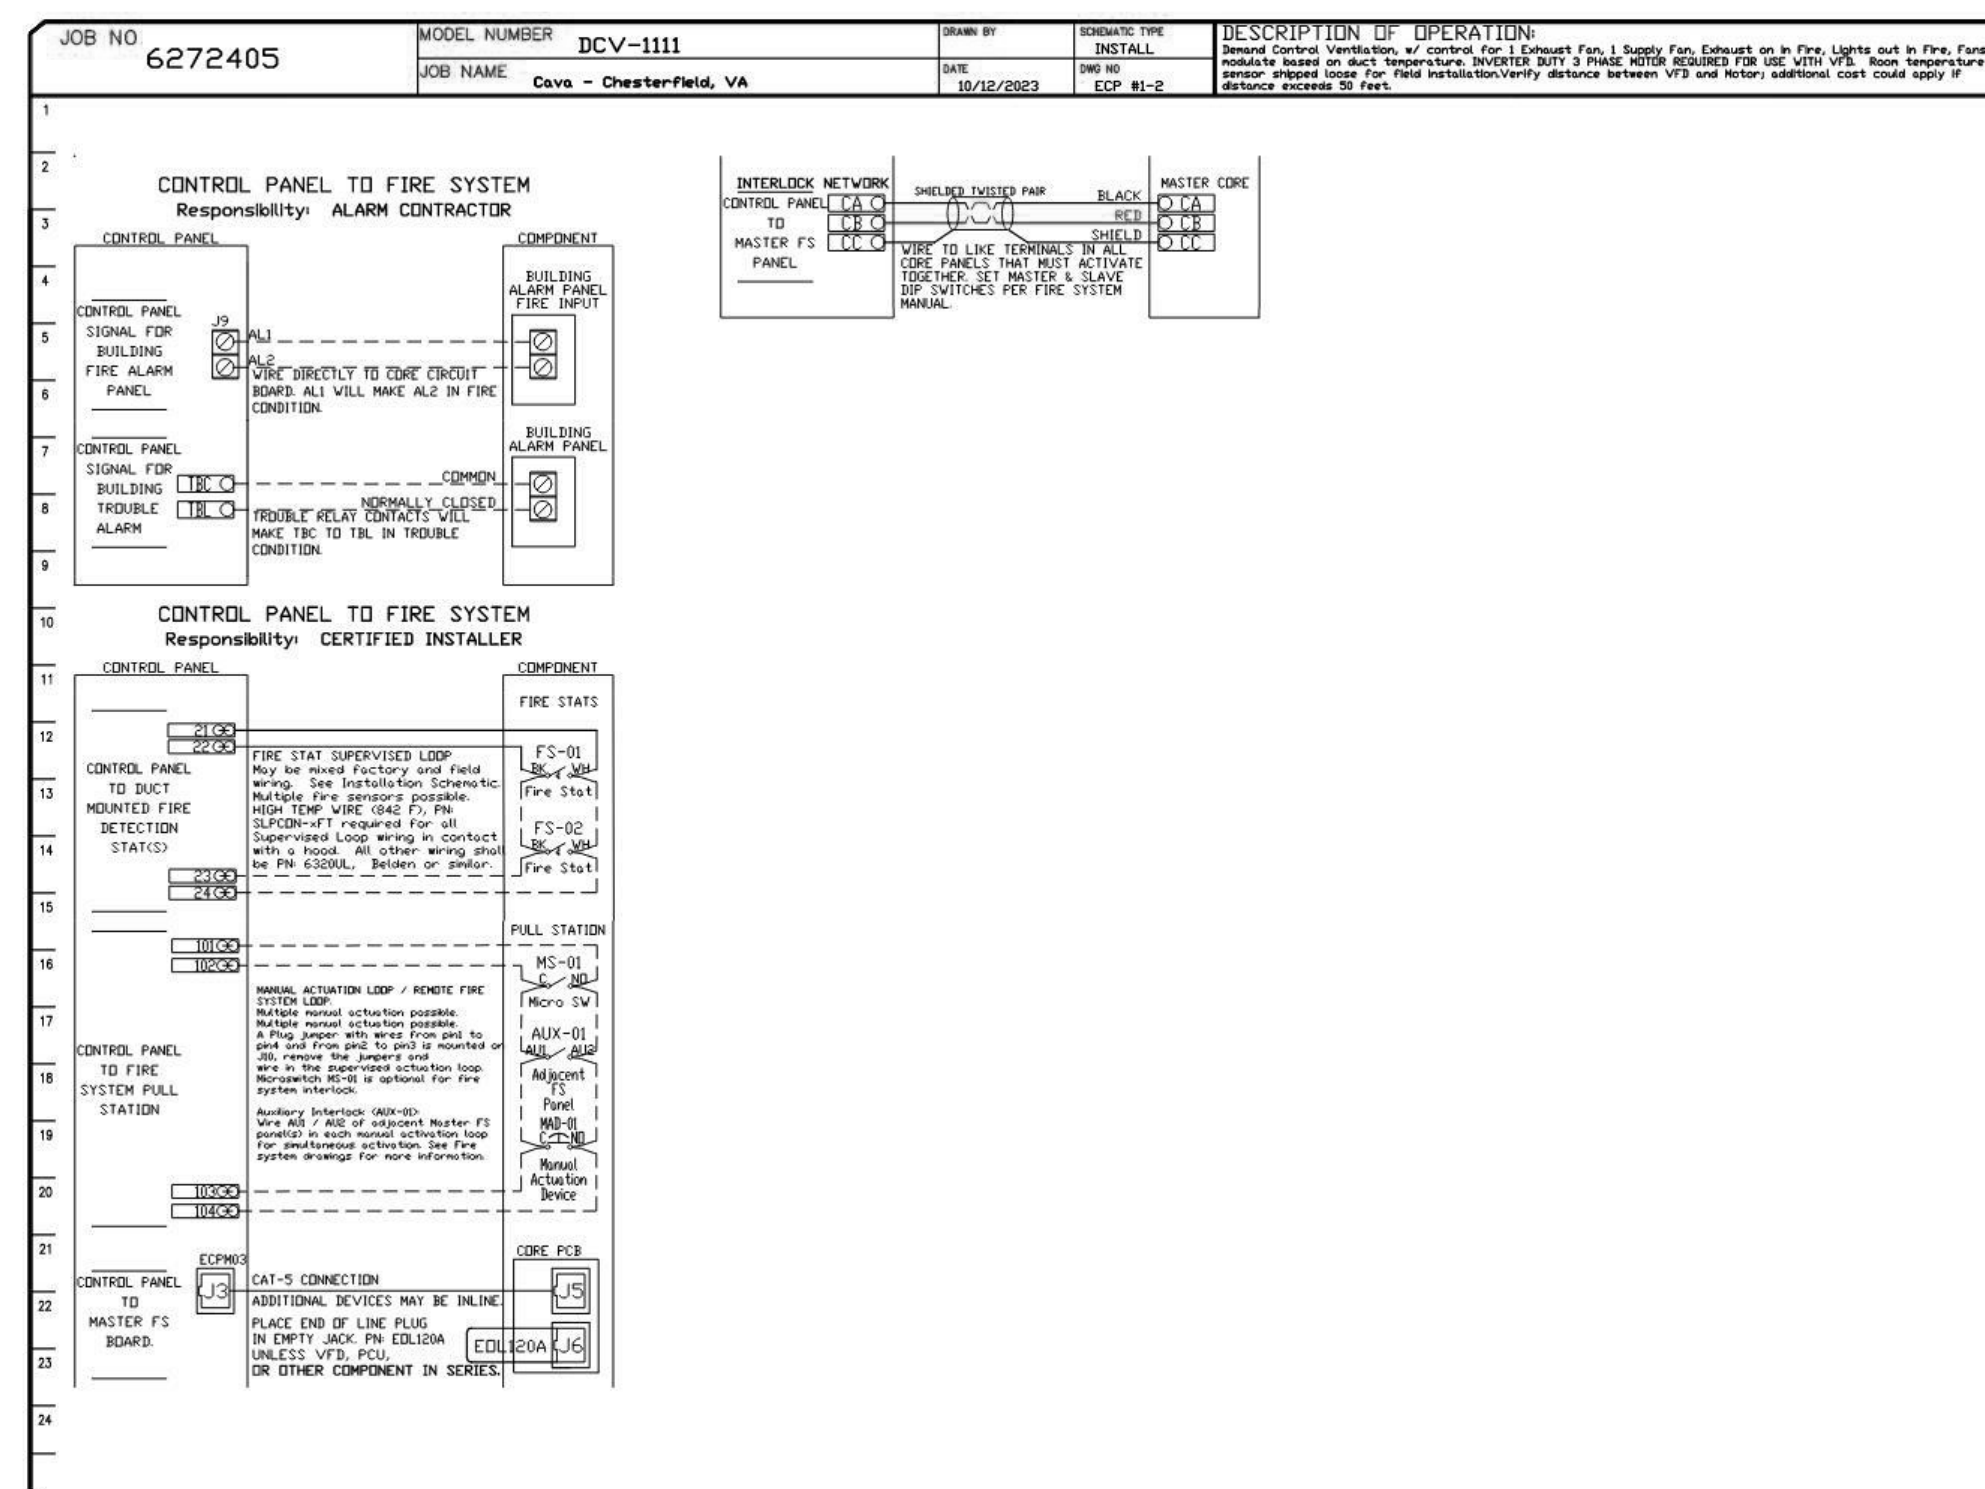 JOB NO
6272405
MODEL NUMBER
DCV-1111
JOB NAME
Cava - Chesterfield, VA
DRAWN BY
SCHEMATIC TYPE
INSTALL
DATE
10/12/2023
DWG NO
ECP #1-2
DESCRIPTION OF OPERATION:
Demand Control Ventilation, w/ control for 1 Exhaust Fan, 1 Supply Fan, Exhaust on in Fire, Lights out in Fire, Fans
modulate based on duct temperature. INVERTER DUTY 3 PHASE MOTOR REQUIRED FOR USE WITH VFD. Room temperature
sensor shipped loose for field installation.Verify distance between VFD and Motor; additional cost could apply if
distance exceeds 50 feet.
1
2
3
4
5
6
7
8
9
10
11
12
13
14
15
16
17
18
19
20
21
22
23
24
CONTROL PANEL TO FIRE SYSTEM
Responsibility: ALARM CONTRACTOR
CONTROL PANEL
COMPONENT
CONTROL PANEL
SIGNAL FOR
BUILDING
FIRE ALARM
PANEL
J9
AL1
AL2
WIRE DIRECTLY TO CORE CIRCUIT
BOARD. AL1 WILL MAKE AL2 IN FIRE
CONDITION.
BUILDING
ALARM PANEL
FIRE INPUT
CONTROL PANEL
SIGNAL FOR
BUILDING
TROUBLE
ALARM
TBC
TBL
COMMON
NORMALLY CLOSED
TROUBLE RELAY CONTACTS WILL
MAKE TBC TO TBL IN TROUBLE
CONDITION.
BUILDING
ALARM PANEL
INTERLOCK NETWORK
CONTROL PANEL
TO
MASTER FS
PANEL
CA
CB
CC
SHIELDED TWISTED PAIR
BLACK
RED
SHIELD
WIRE TO LIKE TERMINALS IN ALL
CORE PANELS THAT MUST ACTIVATE
TOGETHER. SET MASTER & SLAVE
DIP SWITCHES PER FIRE SYSTEM
MANUAL.
MASTER CORE
CA
CB
CC
CONTROL PANEL TO FIRE SYSTEM
Responsibility: CERTIFIED INSTALLER
CONTROL PANEL
COMPONENT
CONTROL PANEL
TO DUCT
MOUNTED FIRE
DETECTION
STAT(S)
21
22
23
24
FIRE STAT SUPERVISED LOOP
May be mixed factory and field
wiring. See Installation Schematic.
Multiple fire sensors possible.
HIGH TEMP WIRE (842 F), PN:
SLPCON-xFT required for all
Supervised Loop wiring in contact
with a hood. All other wiring shall
be PN: 6320UL, Belden or similar.
FIRE STATS
FS-01
BK WH
Fire Stat
FS-02
BK WH
Fire Stat
CONTROL PANEL
TO FIRE
SYSTEM PULL
STATION
101
102
103
104
MANUAL ACTUATION LOOP / REMOTE FIRE
SYSTEM LOOP.
Multiple manual actuation possible.
Multiple manual actuation possible.
A Plug jumper with wires from pin1 to
pin4 and from pin2 to pin3 is mounted on
J10, remove the jumpers and
wire in the supervised actuation loop.
Microswitch MS-01 is optional for fire
system interlock.
Auxiliary Interlock (AUX-01):
Wire AU1 / AU2 of adjacent Master FS
panel(s) in each manual activation loop
for simultaneous activation. See Fire
system drawings for more information.
PULL STATION
MS-01
C NO
Micro SW
AUX-01
AU1 AU2
Adjacent
FS
Panel
MAD-01
C NO
Manual
Actuation
Device
CONTROL PANEL
TO
MASTER FS
BOARD.
ECPM03
J3
CAT-5 CONNECTION
ADDITIONAL DEVICES MAY BE INLINE.
PLACE END OF LINE PLUG
IN EMPTY JACK. PN: EOL120A
UNLESS VFD, PCU,
OR OTHER COMPONENT IN SERIES.
CORE PCB
J5
EOL120A
J6